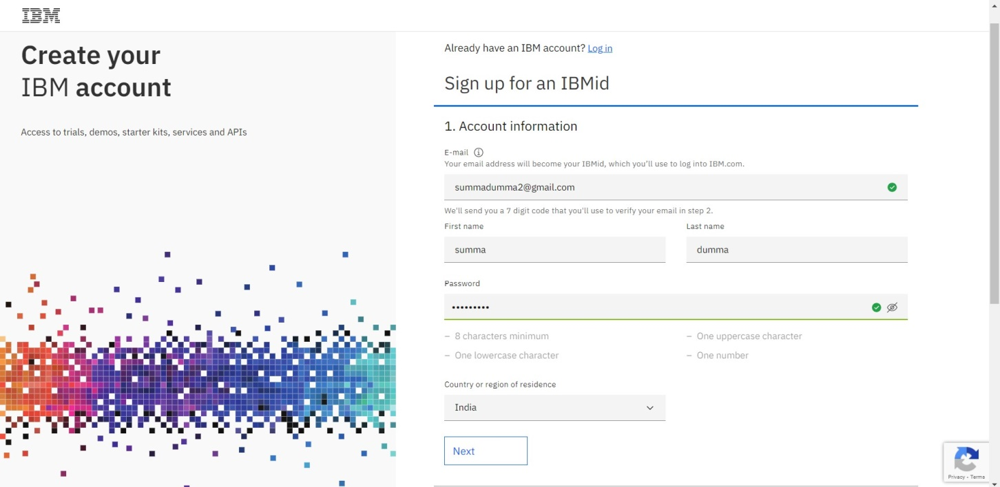 IBM
Create your
IBM account
Access to trials, demos, starter kits, services and APIs
Already have an IBM account? Log in
Sign up for an IBMid
1. Account information
E-mail
Your email address will become your IBMid, which you’ll use to log into IBM.com.
summadumma2@gmail.com
We'll send you a 7 digit code that you'll use to verify your email in step 2.
First name
Last name
summa
dumma
Password
•••••••••
– 8 characters minimum
– One uppercase character
– One lowercase character
– One number
Country or region of residence
India
Next
Privacy - Terms